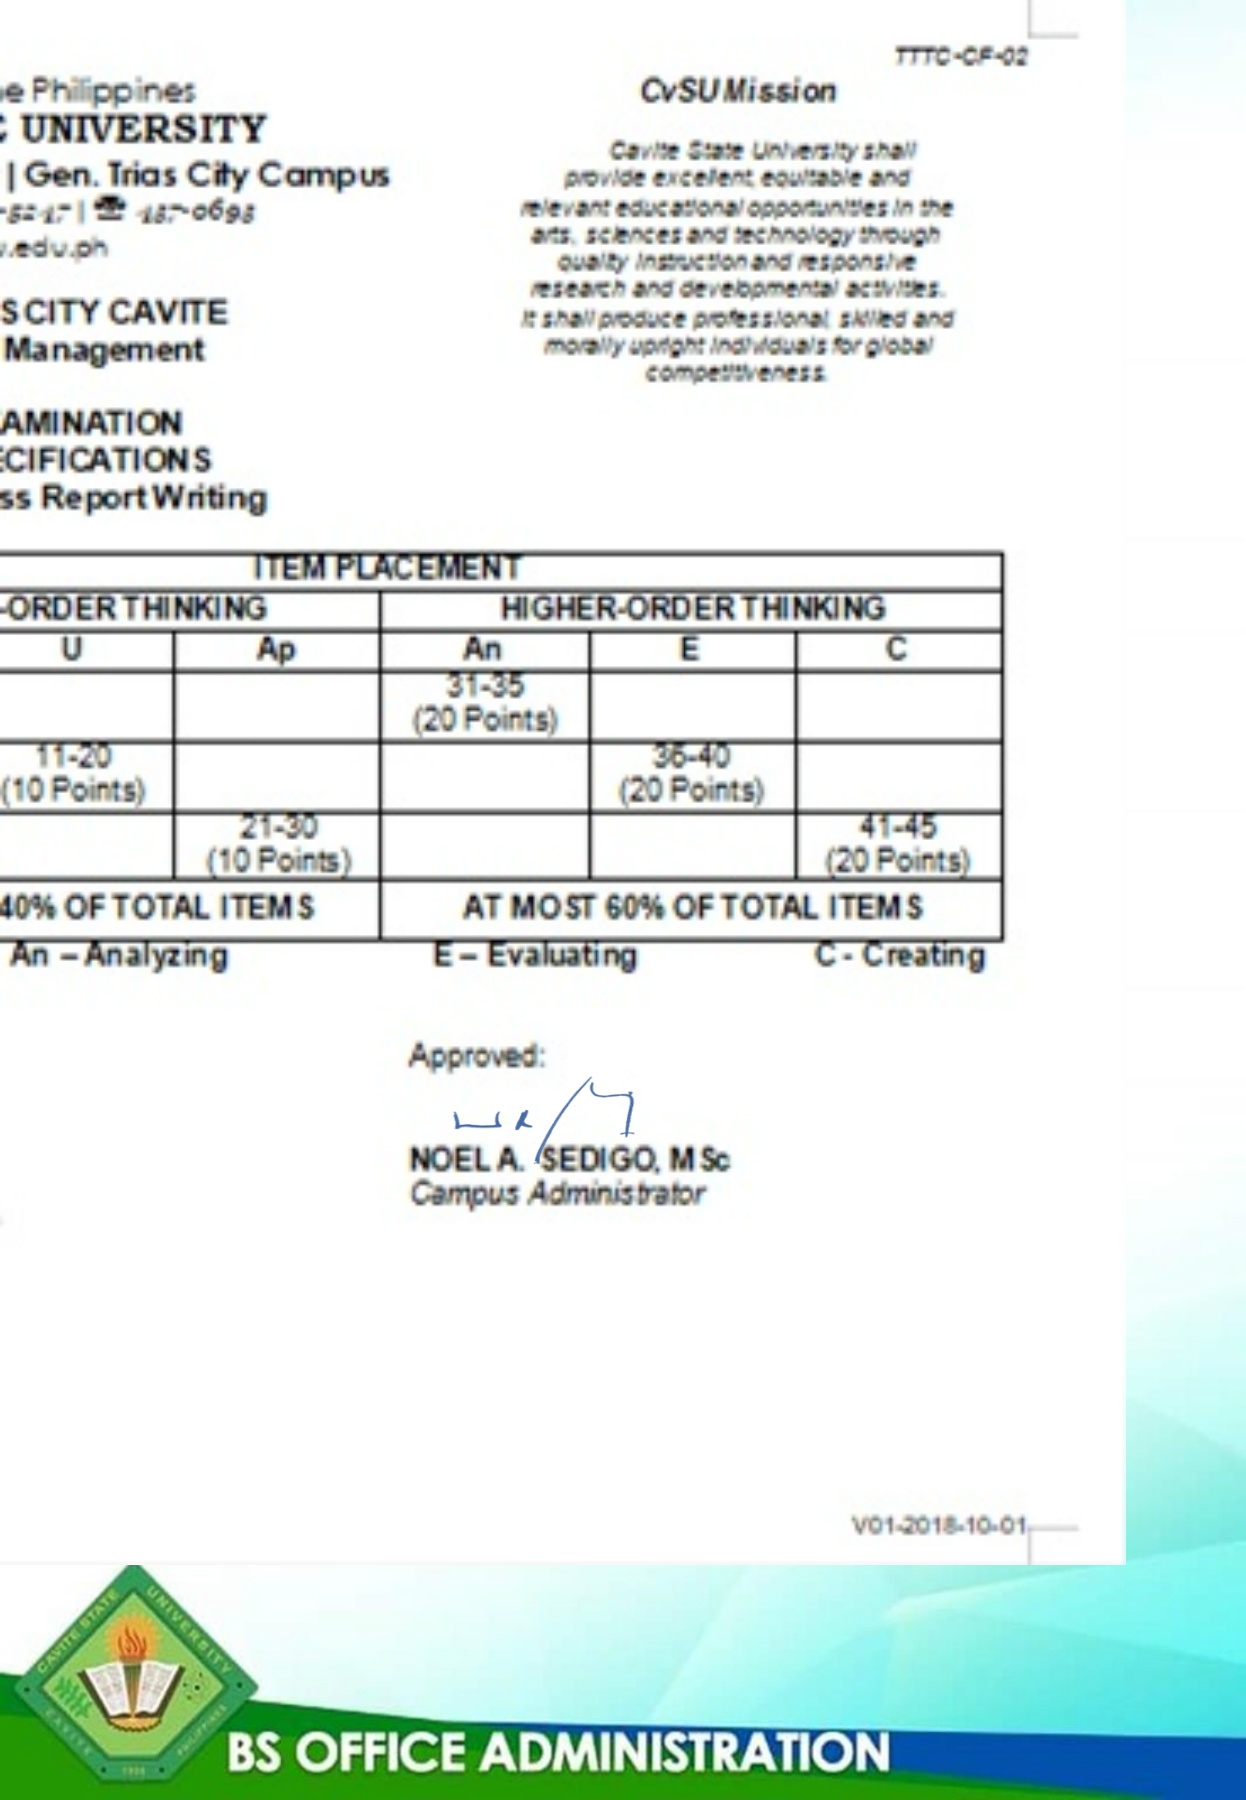 TTTC-CF-02
e Philippines
UNIVERSITY
| Gen. Trias City Campus
.edu.ph
S CITY CAVITE
Management
AMINATION
ECIFICATIONS
ss Report Writing
CvSU Mission
Cavite State University shall
provide excellent, equitable and
relevant educational opportunities in the
arts, sciences and technology through
quality instruction and responsive
research and developmental activities.
It shall produce professional, skilled and
morally upright individuals for global
competitiveness.
ITEM PLACEMENT
-ORDER THINKING HIGHER-ORDER THINKING
U Ap An E C
31-35
(20 Points)
11-20 36-40
(10 Points) (20 Points)
21-30 41-45
(10 Points) (20 Points)
40% OF TOTAL ITEMS AT MOST 60% OF TOTAL ITEMS
An – Analyzing E – Evaluating C - Creating
Approved:
NOEL A. SEDIGO, MSc
Campus Administrator
V01-2018-10-01
CAVITE STATE UNIVERSITY
CAVITE
PHILIPPINES
BS OFFICE ADMINISTRATION